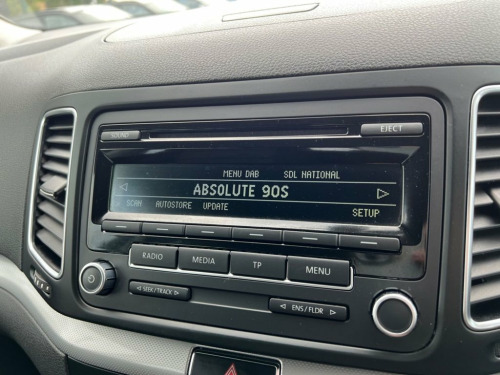 SOUND EJECT
MENU DAB SDL NATIONAL
ABSOLUTE 90S
SCAN AUTOSTORE UPDATE SETUP
RADIO MEDIA TP MENU
SEEK/TRACK ENS/FLDR